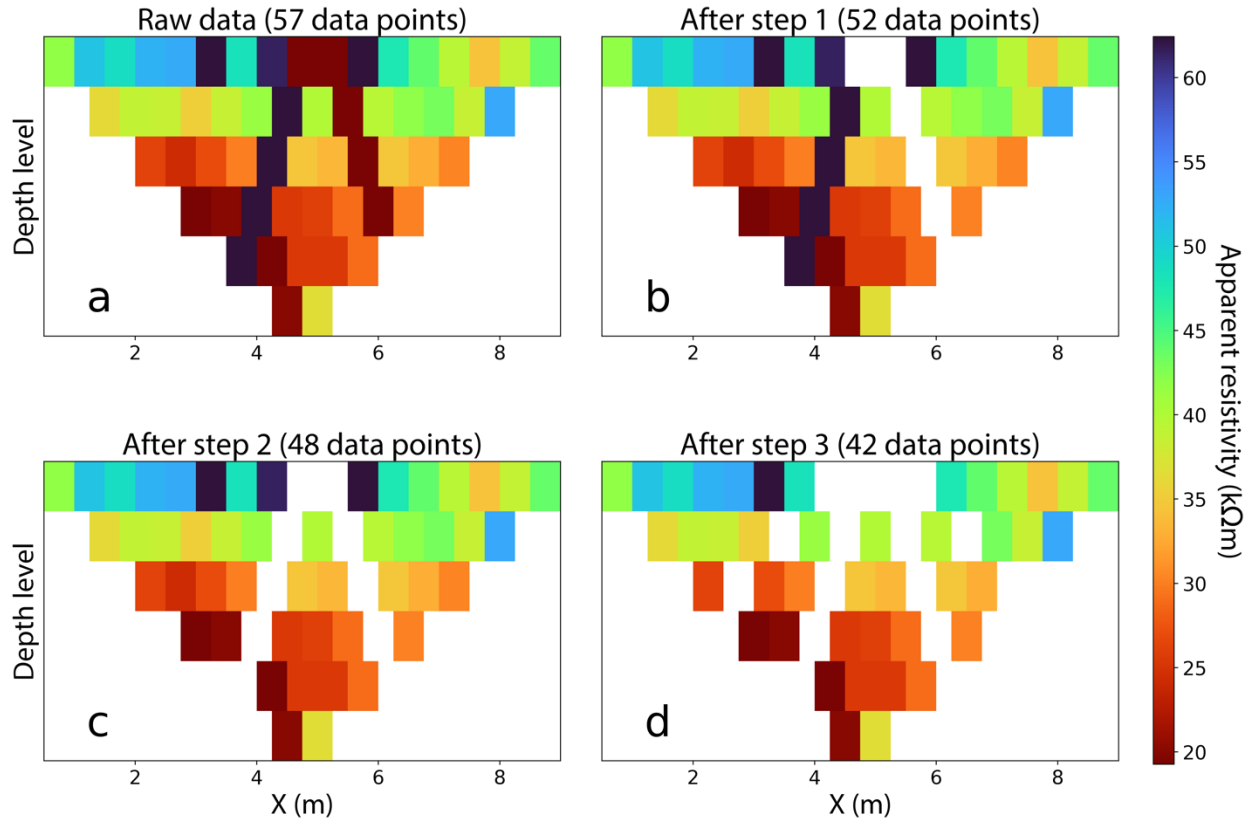 Raw data (57 data points)
After step 1 (52 data points)
Depth level
a
b
2 4 6 8
2 4 6 8
After step 2 (48 data points)
After step 3 (42 data points)
Depth level
c
d
2 4 6 8
2 4 6 8
X (m)
X (m)
60
55
50
45
40
35
30
25
20
Apparent resistivity (kΩm)